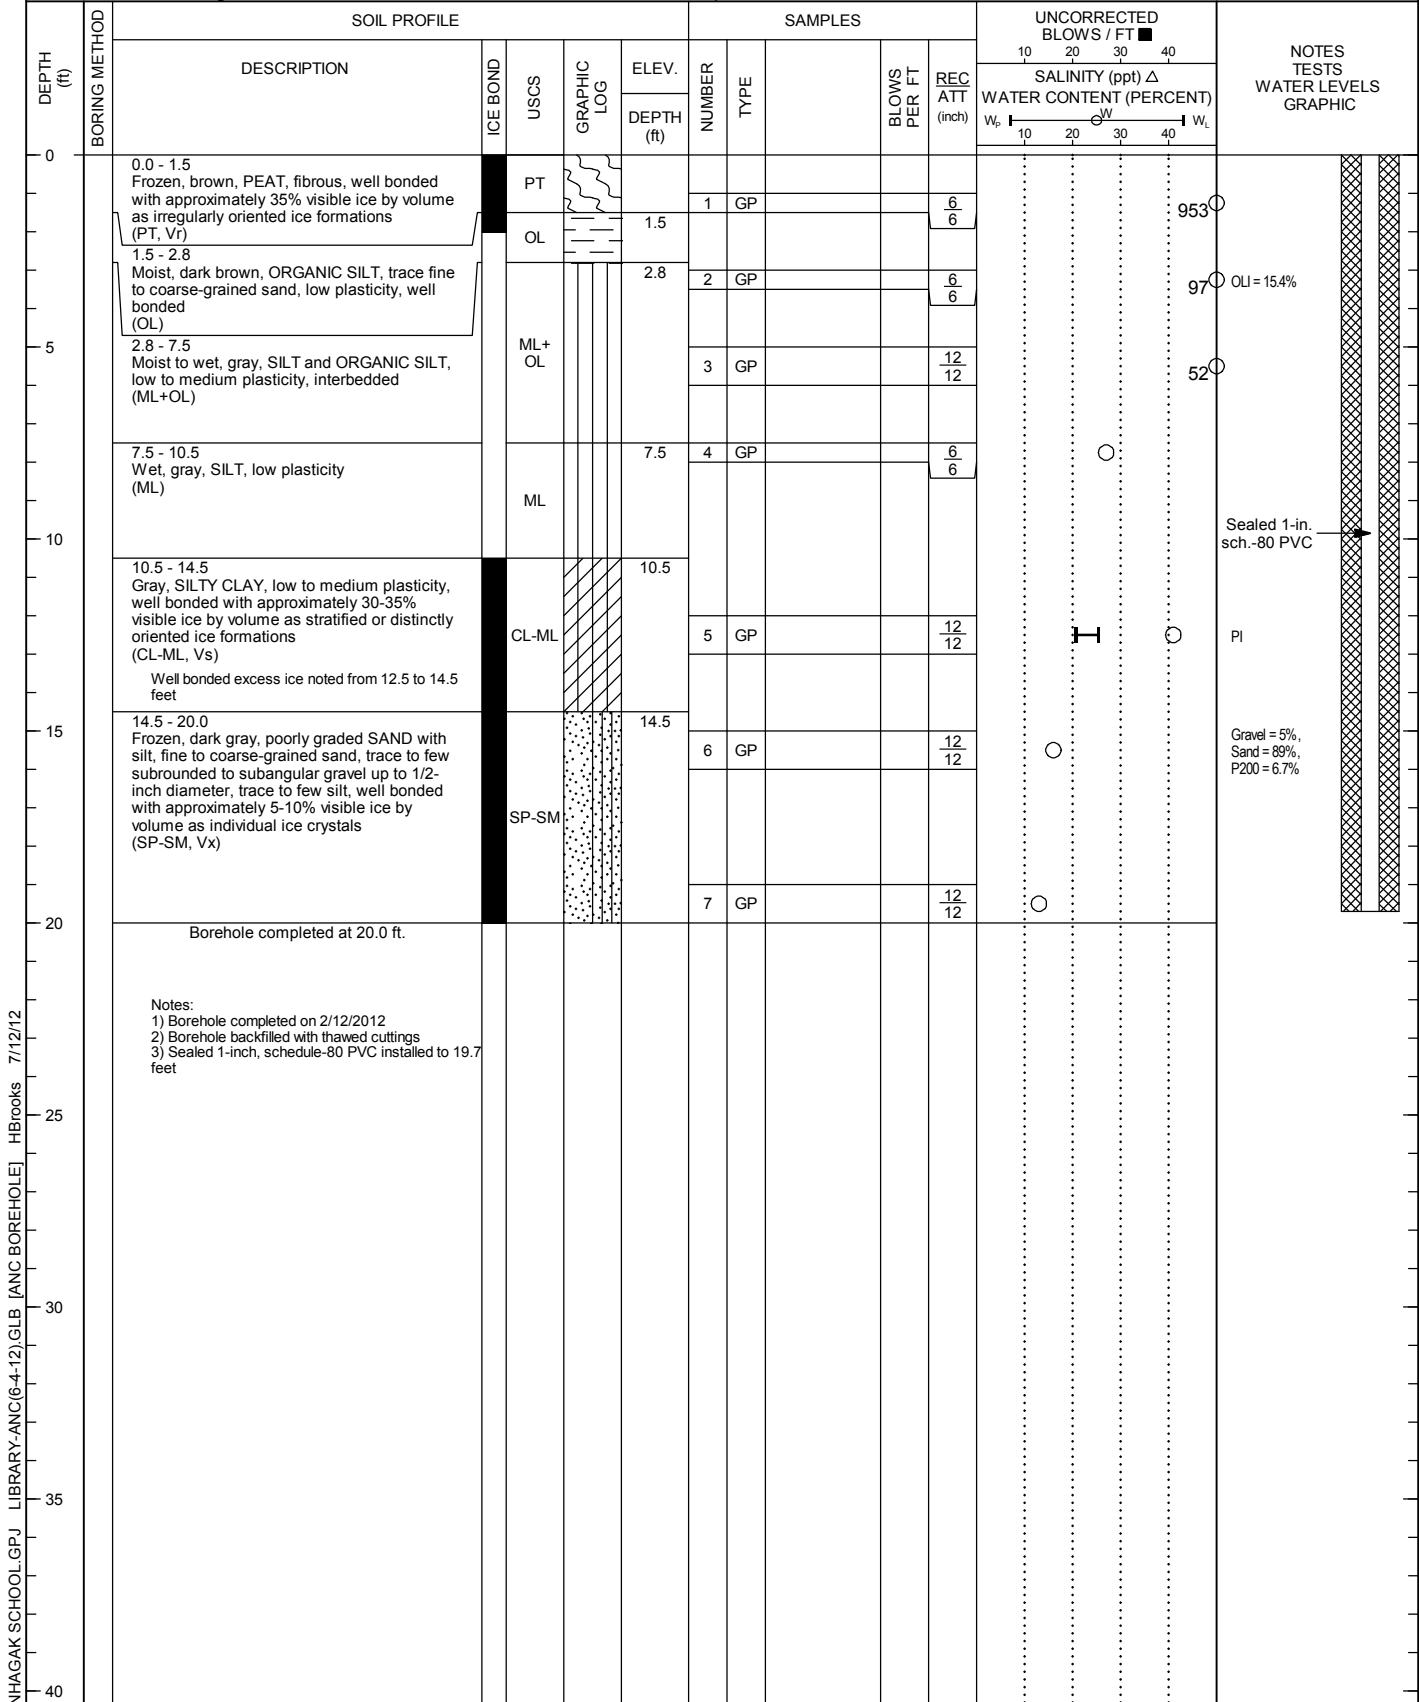 DEPTH
(ft)
BORING METHOD
SOIL PROFILE
DESCRIPTION
ICE BOND
USCS
GRAPHIC
LOG
ELEV.
DEPTH
(ft)
SAMPLES
NUMBER
TYPE
BLOWS
PER FT
REC
ATT
(inch)
UNCORRECTED
BLOWS / FT ■
10 20 30 40
SALINITY (ppt) △
WATER CONTENT (PERCENT)
WP W WL
10 20 30 40
NOTES
TESTS
WATER LEVELS
GRAPHIC
0
0.0 - 1.5
Frozen, brown, PEAT, fibrous, well bonded
with approximately 35% visible ice by volume
as irregularly oriented ice formations
(PT, Vr)
PT
1 GP 6
6
953
1.5 - 2.8
Moist, dark brown, ORGANIC SILT, trace fine
to coarse-grained sand, low plasticity, well
bonded
(OL)
OL
1.5
2 GP 6
6
97
OLI = 15.4%
5
2.8 - 7.5
Moist to wet, gray, SILT and ORGANIC SILT,
low to medium plasticity, interbedded
(ML+OL)
ML+
OL
2.8
3 GP 12
12
52
7.5 - 10.5
Wet, gray, SILT, low plasticity
(ML)
ML
7.5
4 GP 6
6
10
Sealed 1-in.
sch.-80 PVC
10.5 - 14.5
Gray, SILTY CLAY, low to medium plasticity,
well bonded with approximately 30-35%
visible ice by volume as stratified or distinctly
oriented ice formations
(CL-ML, Vs)
Well bonded excess ice noted from 12.5 to 14.5
feet
CL-ML
10.5
5 GP 12
12
PI
15
14.5 - 20.0
Frozen, dark gray, poorly graded SAND with
silt, fine to coarse-grained sand, trace to few
subrounded to subangular gravel up to 1/2-
inch diameter, trace to few silt, well bonded
with approximately 5-10% visible ice by
volume as individual ice crystals
(SP-SM, Vx)
SP-SM
14.5
6 GP 12
12
Gravel = 5%,
Sand = 89%,
P200 = 6.7%
7 GP 12
12
20
Borehole completed at 20.0 ft.
Notes:
1) Borehole completed on 2/12/2012
2) Borehole backfilled with thawed cuttings
3) Sealed 1-inch, schedule-80 PVC installed to 19.7
feet
25
30
35
40
NHAGAK SCHOOL.GPJ LIBRARY-ANC(6-4-12).GLB [ANC BOREHOLE] HBrooks 7/12/12